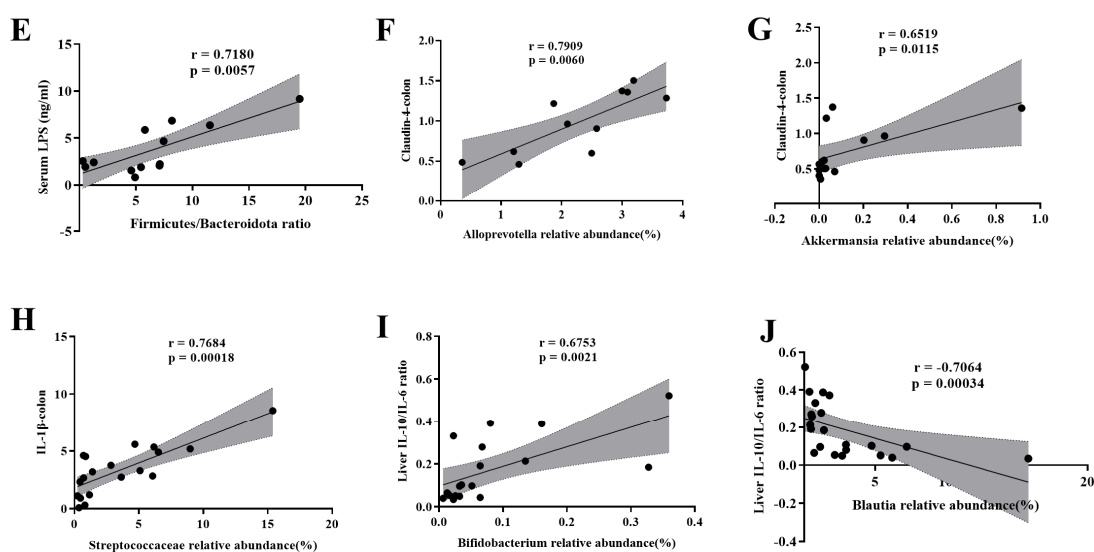 E
r = 0.7180
p = 0.0057
Serum LPS (ng/ml)
15
10
5
0
-5
5
10
15
20
25
Firmicutes/Bacteroidota ratio
F
r = 0.7909
p = 0.0060
Claudin-4-colon
2.0
1.5
1.0
0.5
0.0
0
1
2
3
4
Alloprevotella relative abundance(%)
G
r = 0.6519
p = 0.0115
Claudin-4-colon
2.5
2.0
1.5
1.0
0.5
-0.2
0.0
0.2
0.4
0.6
0.8
1.0
Akkermansia relative abundance(%)
H
r = 0.7684
p = 0.00018
IL-1β-colon
15
10
5
0
0
5
10
15
20
Streptococcaceae relative abundance(%)
I
r = 0.6753
p = 0.0021
Liver IL-10/IL-6 ratio
0.8
0.6
0.4
0.2
0.0
0.0
0.1
0.2
0.3
0.4
Bifidobacterium relative abundance(%)
J
r = -0.7064
p = 0.00034
Liver IL-10/IL-6 ratio
0.6
0.4
0.2
0.0
-0.2
-0.4
5
20
Blautia relative abundance(%)